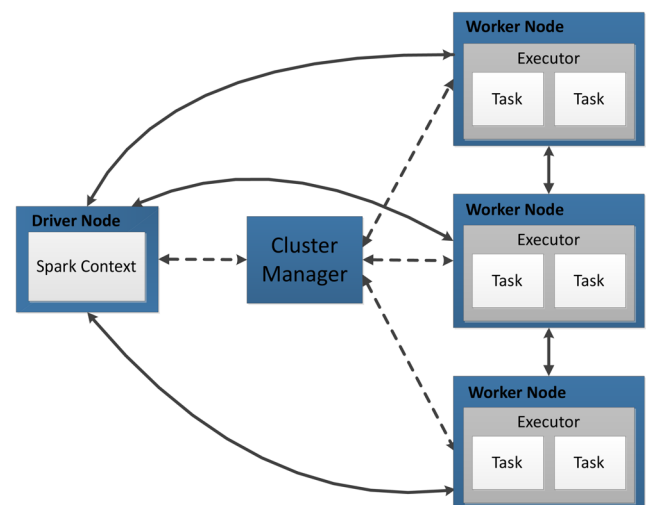 Worker Node
Executor
Task Task
Driver Node
Spark Context
Cluster
Manager
Worker Node
Executor
Task Task
Worker Node
Executor
Task Task